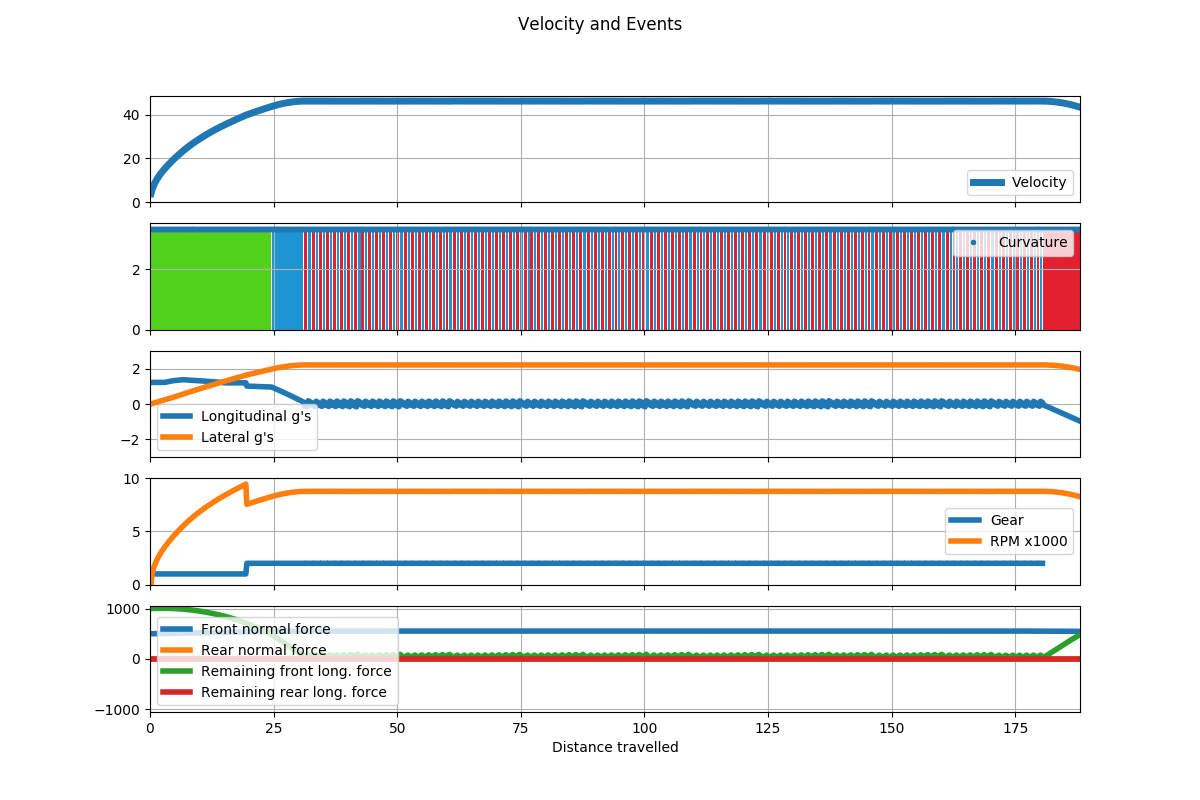 Velocity and Events
40
20
0
Velocity
2
0
Curvature
2
0
−2
Longitudinal g's
Lateral g's
10
5
0
Gear
RPM x1000
1000
0
−1000
Front normal force
Rear normal force
Remaining front long. force
Remaining rear long. force
0 25 50 75 100 125 150 175
Distance travelled